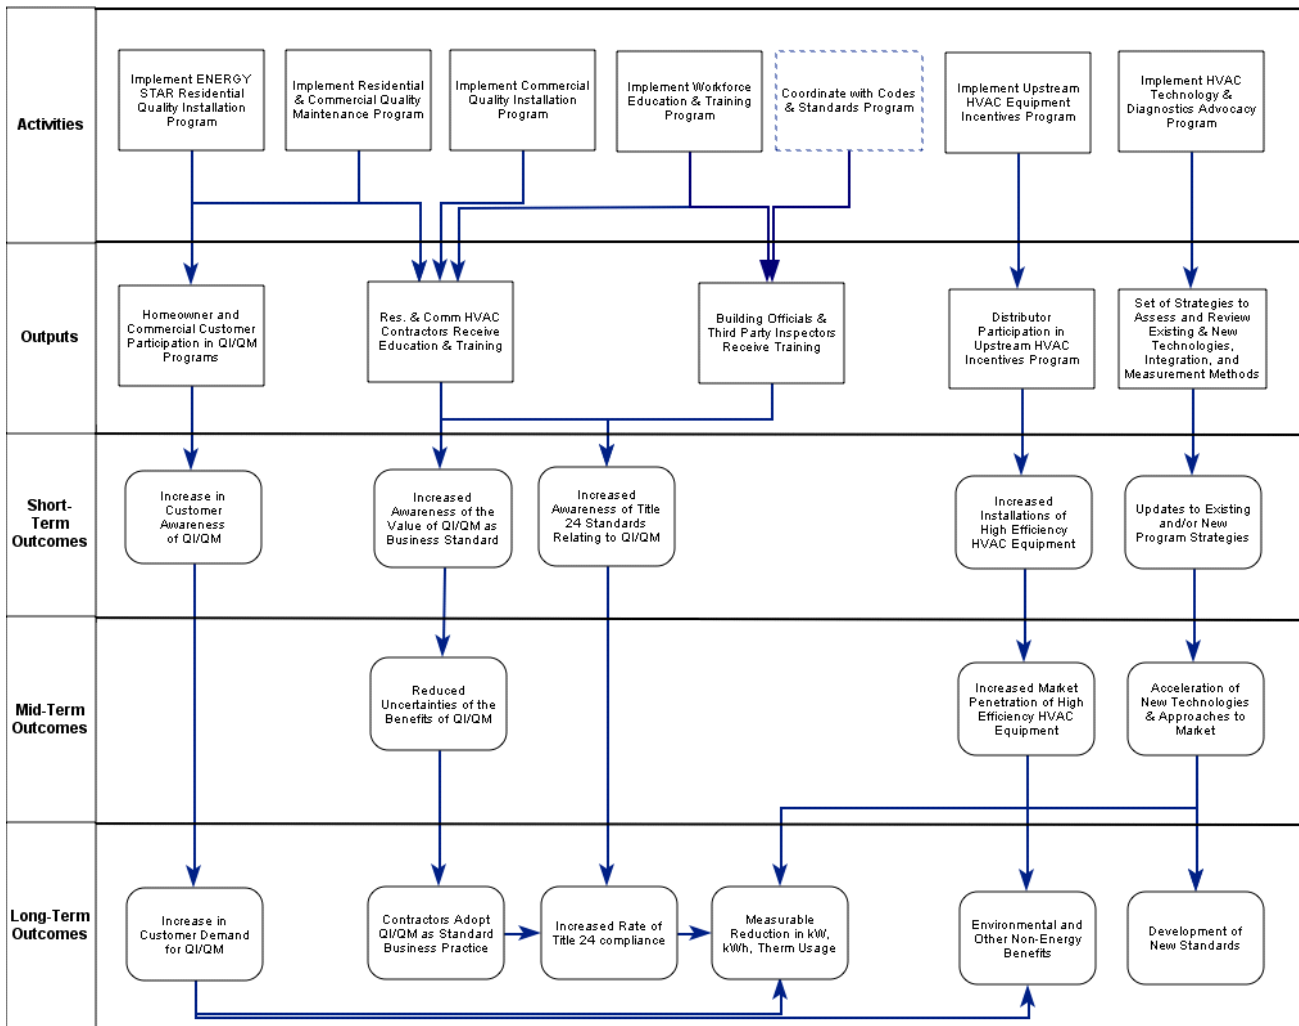 Activities
Implement ENERGY
STAR Residential
Quality Installation
Program
Implement Residential
& Commercial Quality
Maintenance Program
Implement Commercial
Quality Installation
Program
Implement Workforce
Education & Training
Program
Coordinate with Codes
& Standards Program
Implement Upstream
HVAC Equipment
Incentives Program
Implement HVAC
Technology &
Diagnostics Advocacy
Program
Outputs
Homeowner and
Commercial Customer
Participation in QI/QM
Programs
Res. & Comm HVAC
Contractors Receive
Education & Training
Building Officials &
Third Party Inspectors
Receive Training
Distributor
Participation in
Upstream HVAC
Incentives Program
Set of Strategies to
Assess and Review
Existing & New
Technologies,
Integration, and
Measurement Methods
Short-
Term
Outcomes
Increase in
Customer
Awareness
of QI/QM
Increased
Awareness of the
Value of QI/QM as
Business Standard
Increased
Awareness of Title
24 Standards
Relating to QI/QM
Increased
Installations of
High Efficiency
HVAC Equipment
Updates to Existing
and/or New
Program Strategies
Mid-Term
Outcomes
Reduced
Uncertainties of the
Benefits of QI/QM
Increased Market
Penetration of High
Efficiency HVAC
Equipment
Acceleration of
New Technologies
& Approaches to
Market
Long-Term
Outcomes
Increase in
Customer Demand
for QI/QM
Contractors Adopt
QI/QM as Standard
Business Practice
Increased Rate of
Title 24 compliance
Measurable
Reduction in kW,
kWh, Therm Usage
Environmental and
Other Non-Energy
Benefits
Development of
New Standards